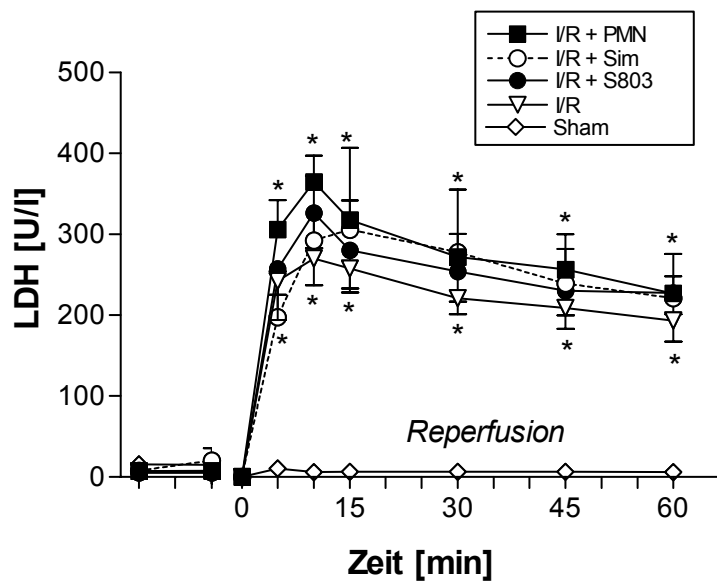 I/R + PMN
I/R + Sim
I/R + S803
I/R
Sham
500
400
300
200
100
0
LDH [U/l]
* * * * * *
* * * * * *
Reperfusion
0 15 30 45 60
Zeit [min]